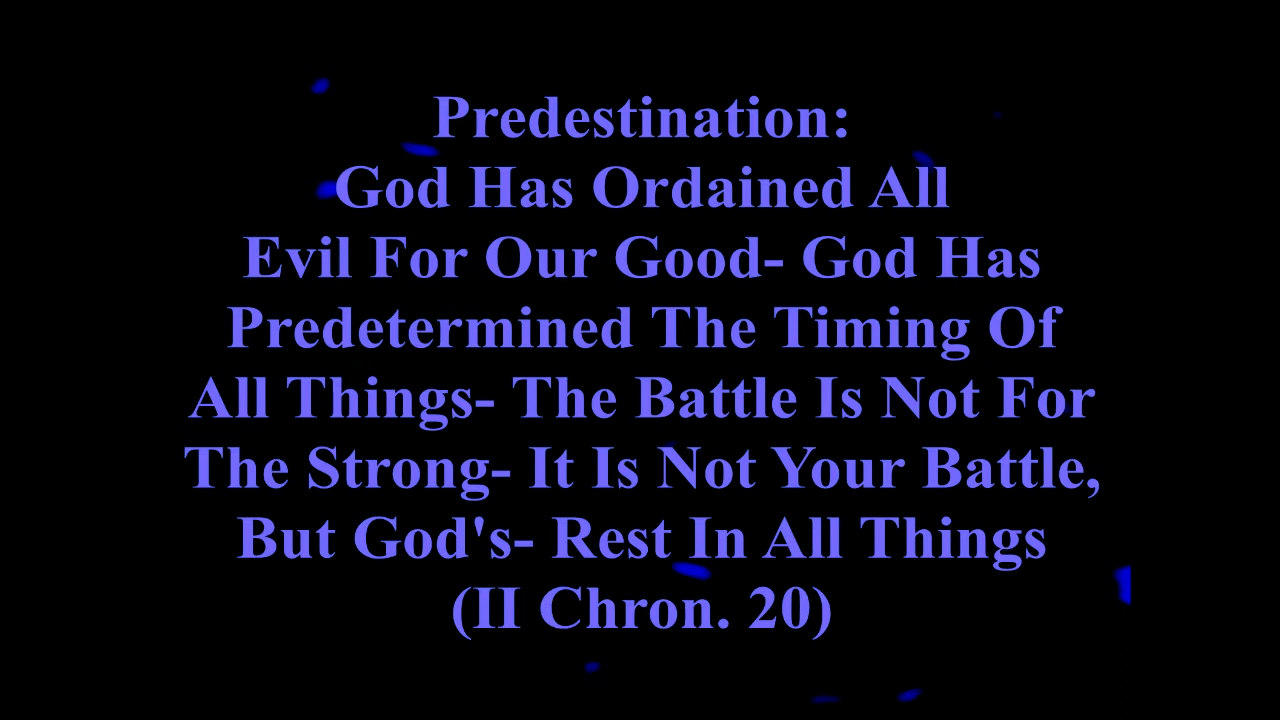 Predestination:
God Has Ordained All
Evil For Our Good- God Has
Predetermined The Timing Of
All Things- The Battle Is Not For
The Strong- It Is Not Your Battle,
But God's- Rest In All Things
(II Chron. 20)